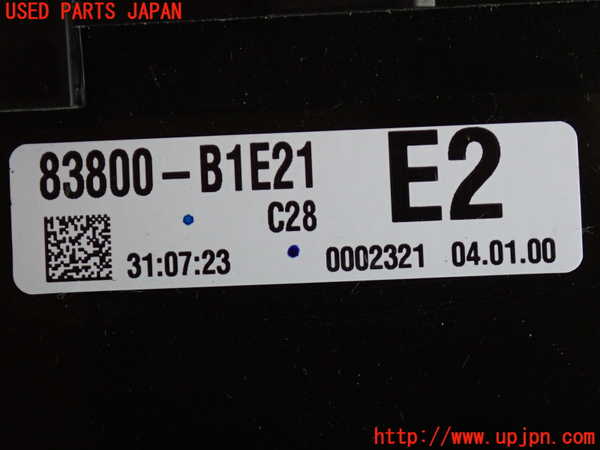 USED PARTS JAPAN
83800-B1E21
E2
C28
31:07:23
0002321 04.01.00
http://www.upjpn.com/